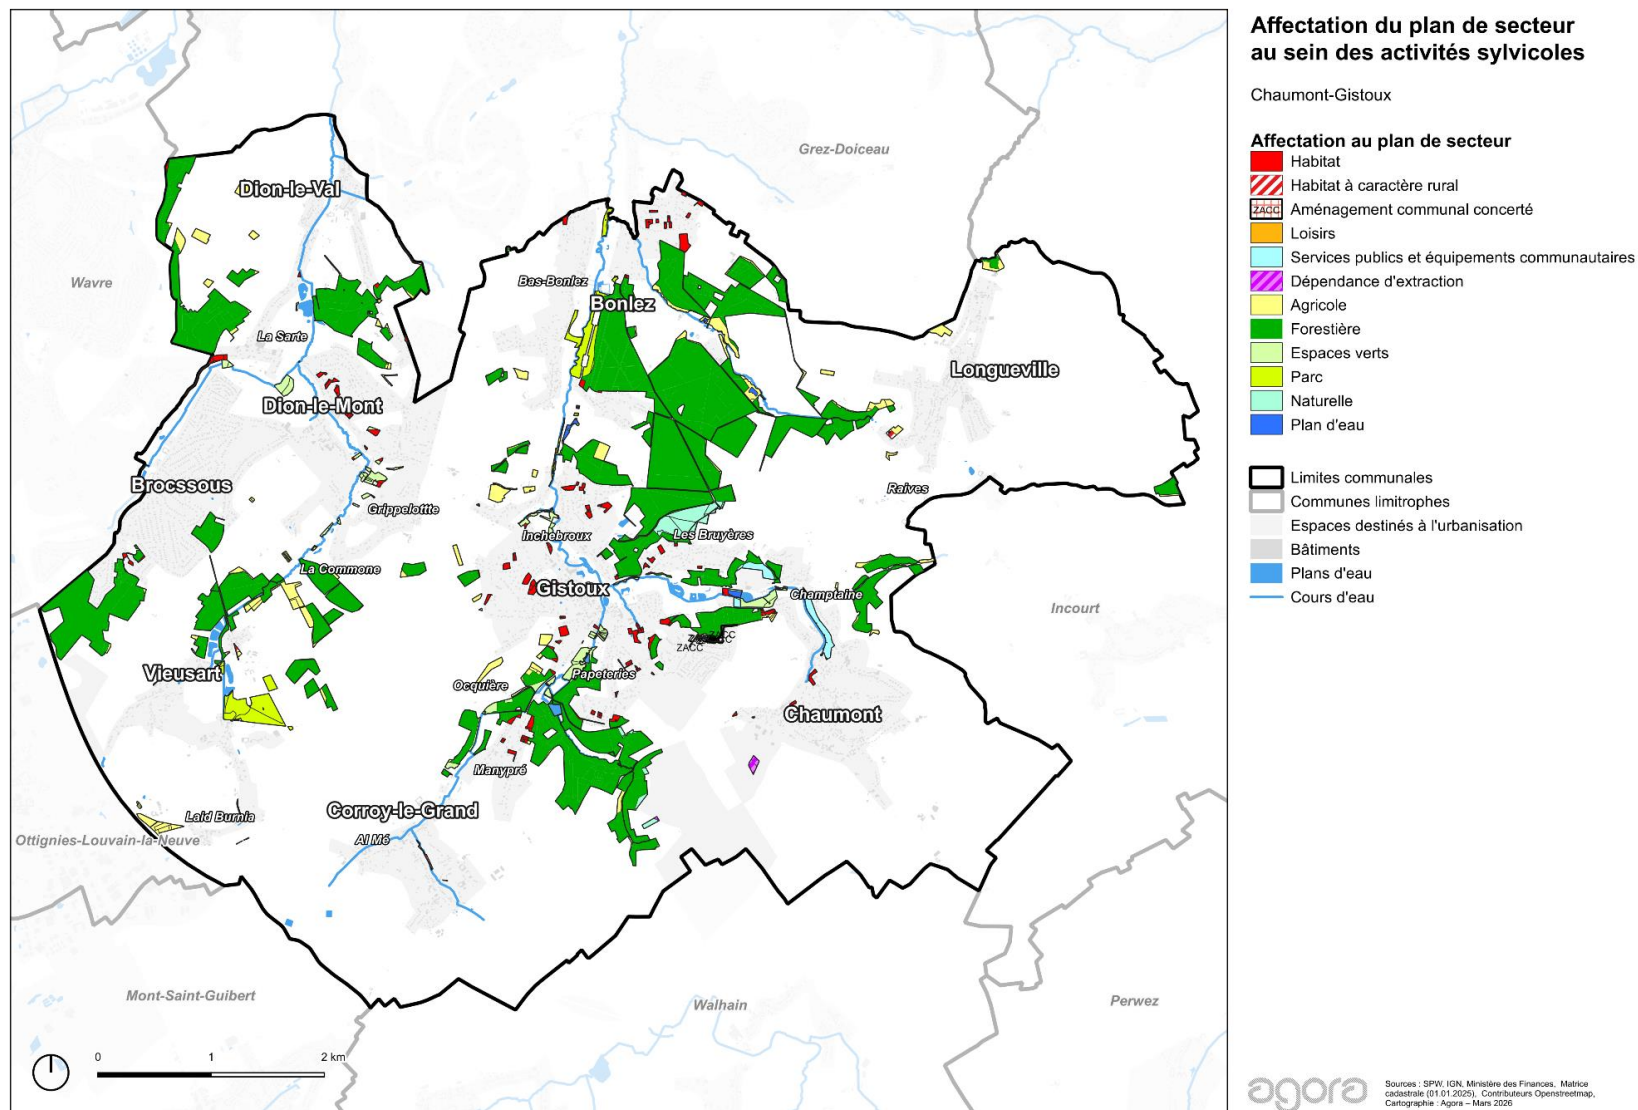 Affectation du plan de secteur
au sein des activités sylvicoles
Chaumont-Gistoux
Affectation au plan de secteur
Habitat
Habitat à caractère rural
ZACC
Aménagement communal concerté
Loisirs
Services publics et équipements communautaires
Dépendance d'extraction
Agricole
Forestière
Espaces verts
Parc
Naturelle
Plan d'eau
Limites communales
Communes limitrophes
Espaces destinés à l'urbanisation
Bâtiments
Plans d'eau
Cours d'eau
Grez-Doiceau
Dion-le-Val
Wavre
Bas-Bonlez
Bonlez
La Sarte
Longueville
Dion-le-Mont
Brocssous
Raives
Grippelottte
Inchebroux
Les Bruyères
La Commone
Gistoux
Champtaine
Incourt
ZACC
ZACC
Vieusart
Papeteries
Ocquière
Chaumont
Manypré
Corroy-le-Grand
Laid Burnia
Al Mé
Ottignies-Louvain-la-Neuve
Mont-Saint-Guibert
Walhain
Perwez
0 1 2 km
agora
Sources : SPW, IGN, Ministère des Finances, Matrice
cadastrale (01.01.2025), Contributeurs Openstreetmap,
Cartographie : Agora – Mars 2026